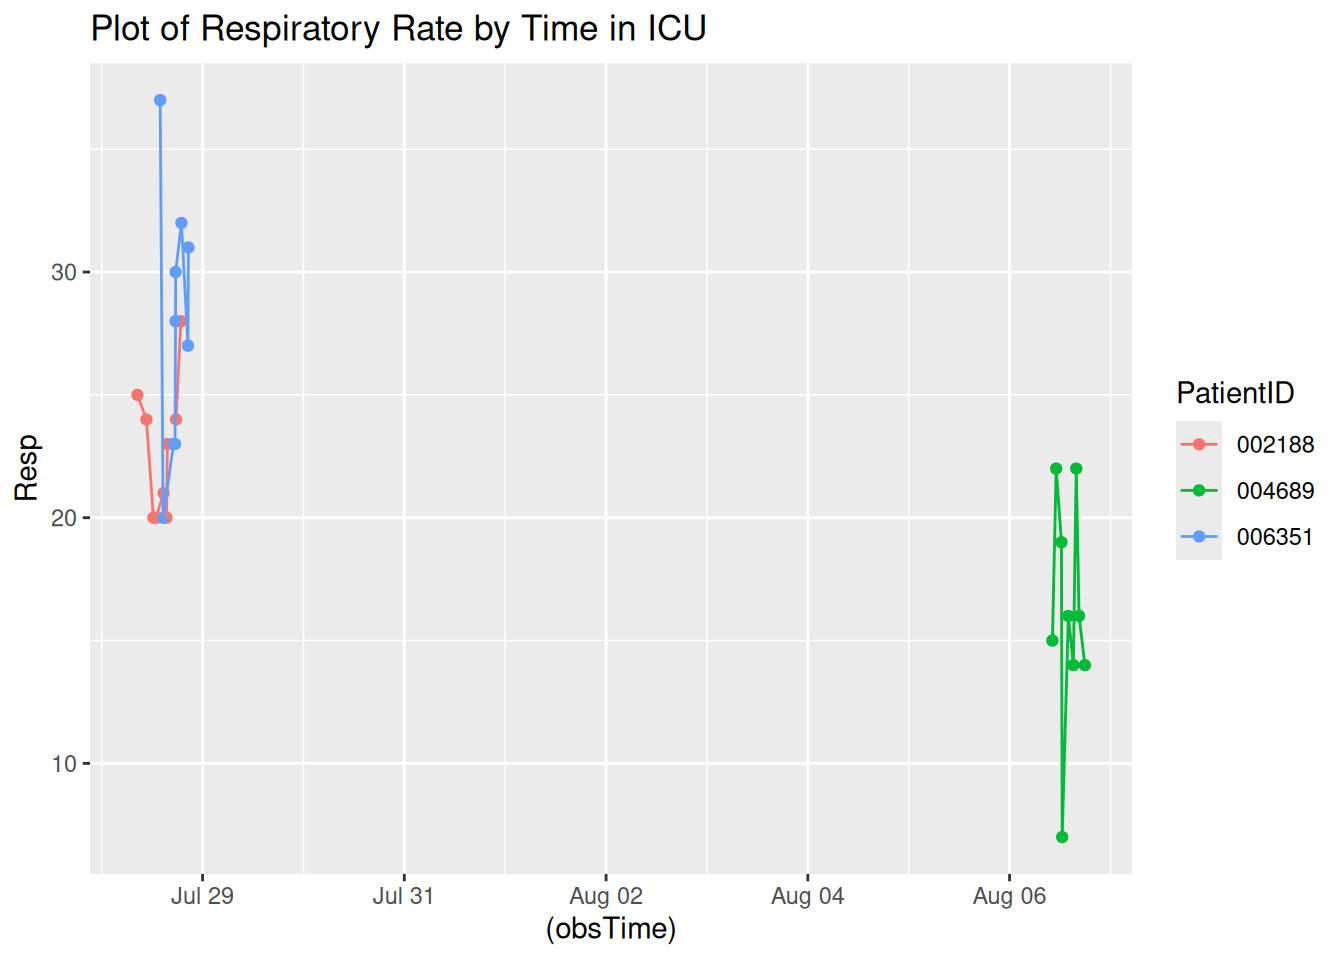 Plot of Respiratory Rate by Time in ICU
Resp
30
20
10
Jul 29
Jul 31
Aug 02
Aug 04
Aug 06
(obsTime)
PatientID
002188
004689
006351